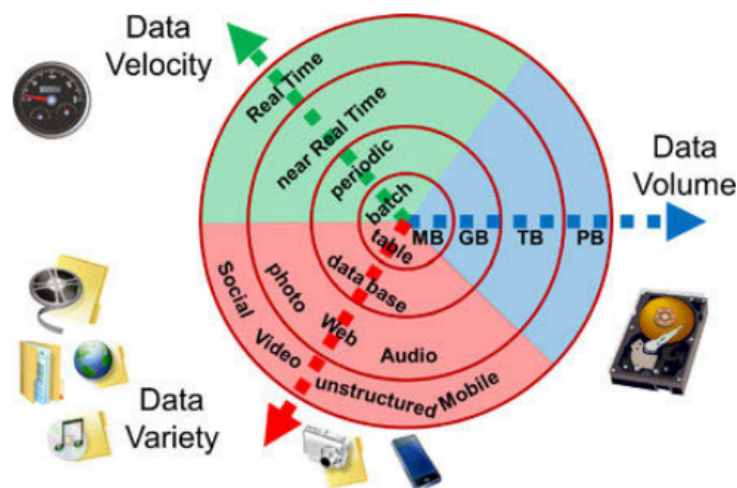 Data
Velocity
Real Time
near Real Time
periodic
batch
Data
Volume
MB GB TB PB
table
data base
photo Web Audio
Social Video unstructured Mobile
Data
Variety